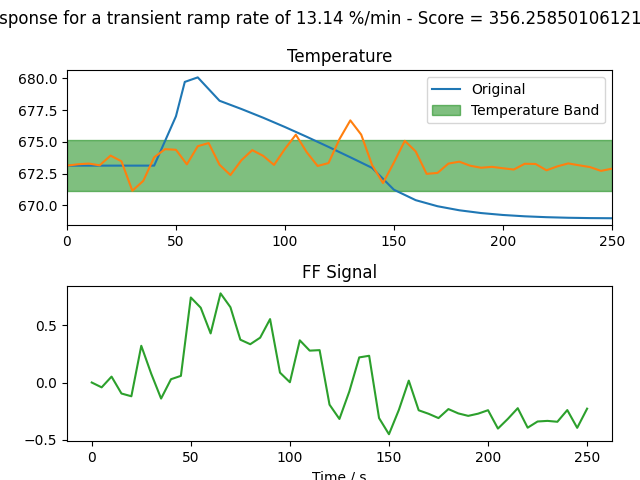 sponse for a transient ramp rate of 13.14 %/min - Score = 356.25850106121
Temperature
680.0
677.5
675.0
672.5
670.0
Original
Temperature Band
0 50 100 150 200 250
FF Signal
0.5
0.0
−0.5
0 50 100 150 200 250
Time / s